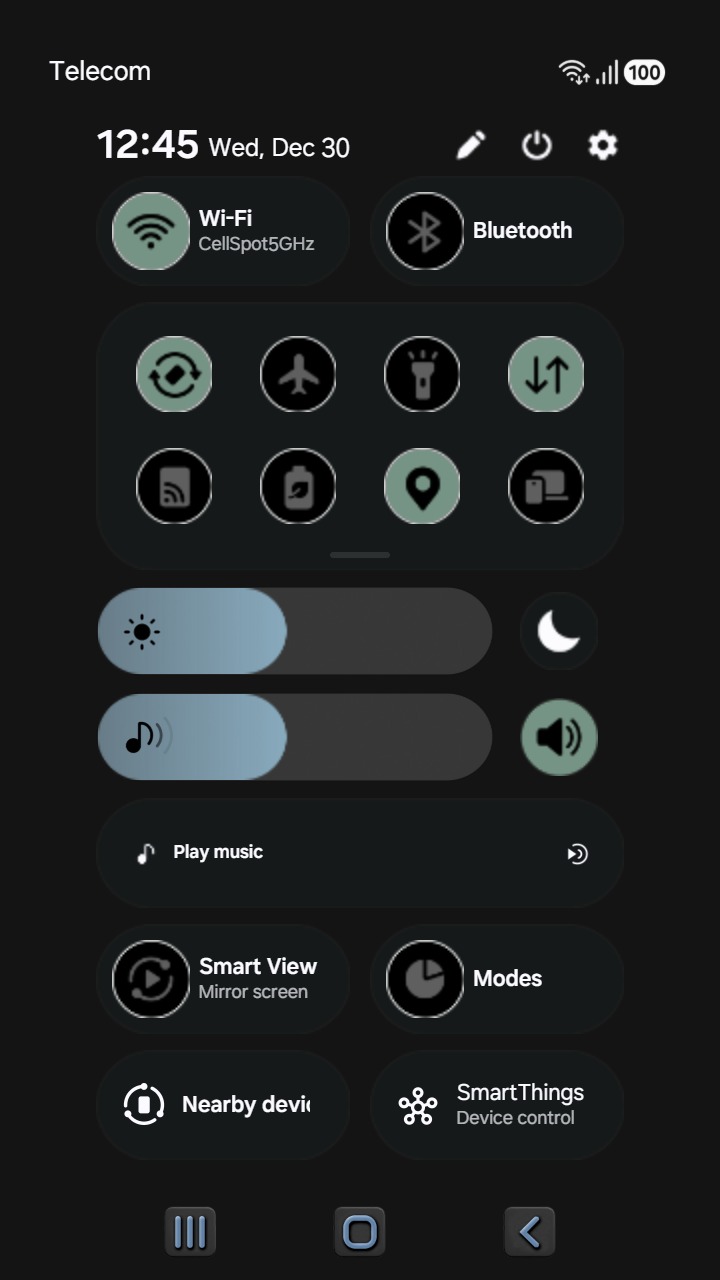 Telecom
100
12:45 Wed, Dec 30
Wi-Fi
CellSpot5GHz
Bluetooth
Play music
Smart View
Mirror screen
Modes
Nearby devi
SmartThings
Device control